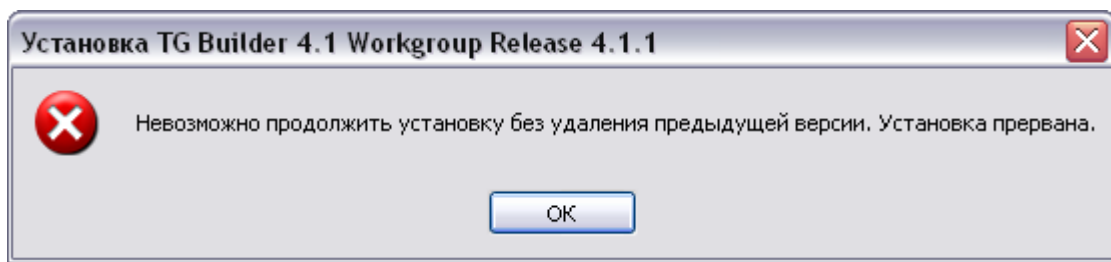 Установка TG Builder 4.1 Workgroup Release 4.1.1
Невозможно продолжить установку без удаления предыдущей версии. Установка прервана.
ОК